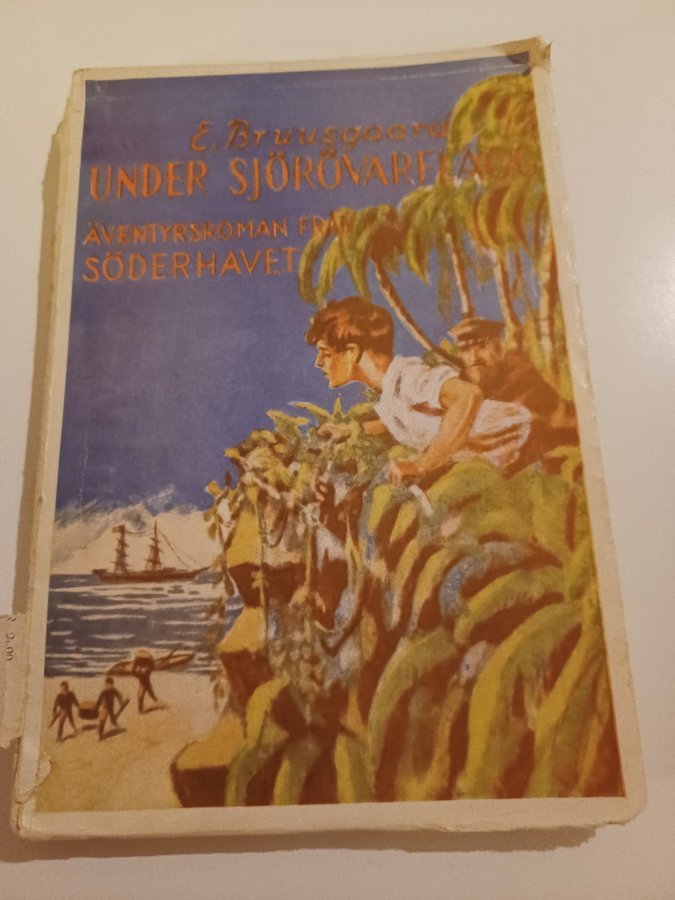 E. Bruusgaard
UNDER SJÖRÖVARFLAGG
ÄVENTYRSROMAN FRÅN
SÖDERHAVET